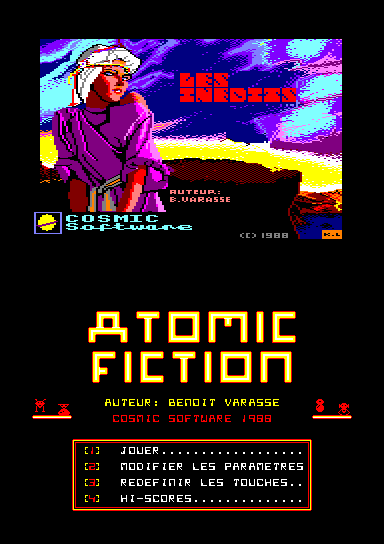 LES
INEDITS
AUTEUR:
B.VARASSE
COSMIC
Software
(C) 1988
K.L
ATOMIC
FICTION
AUTEUR: BENOIT VARASSE
COSMIC SOFTWARE 1988
[1] JOUER..................
[2] MODIFIER LES PARAMETRES
[3] REDEFINIR LES TOUCHES..
[4] HI-SCORES..............